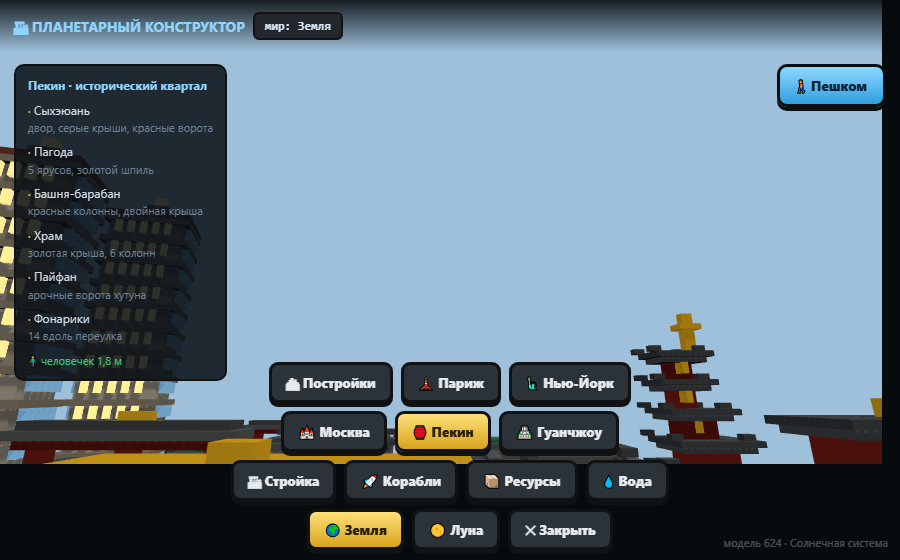 ПЛАНЕТАРНЫЙ КОНСТРУКТОР
мир: Земля
Пекин · исторический квартал
· Сыхэюань
двор, серые крыши, красные ворота
· Пагода
5 ярусов, золотой шпиль
· Башня-барабан
красные колонны, двойная крыша
· Храм
золотая крыша, 6 колонн
· Пайфан
арочные ворота хутуна
· Фонарики
14 вдоль переулка
человечек 1,8 м
Пешком
Постройки
Париж
Нью-Йорк
Москва
Пекин
Гуанчжоу
Стройка
Корабли
Ресурсы
Вода
Земля
Луна
Закрыть
модель 624 · Солнечная система